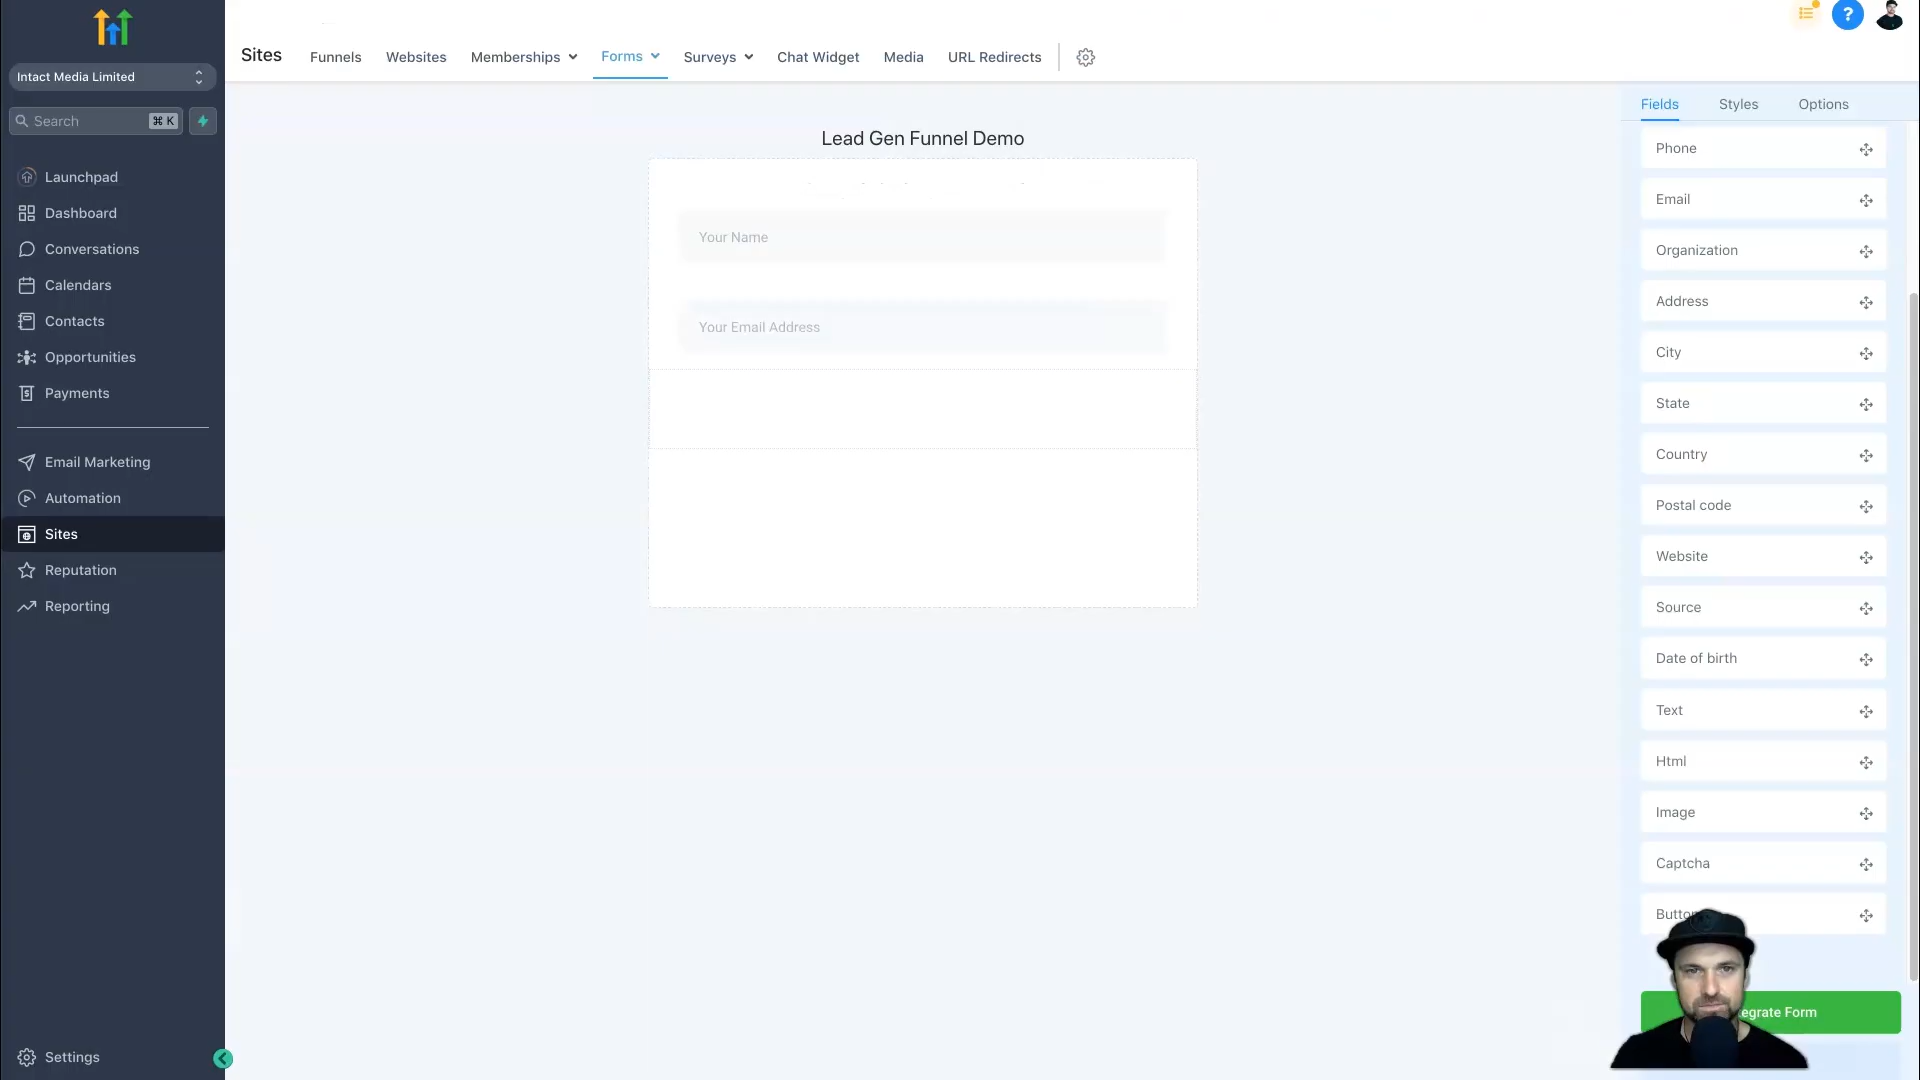 Intact Media Limited
Search
⌘ K
Launchpad
Dashboard
Conversations
Calendars
Contacts
Opportunities
Payments
Email Marketing
Automation
Sites
Reputation
Reporting
Settings
Sites
Funnels
Websites
Memberships
Forms
Surveys
Chat Widget
Media
URL Redirects
?
Lead Gen Funnel Demo
Your Name
Your Email Address
Fields
Styles
Options
Phone
Email
Organization
Address
City
State
Country
Postal code
Website
Source
Date of birth
Text
Html
Image
Captcha
Butto
egrate Form